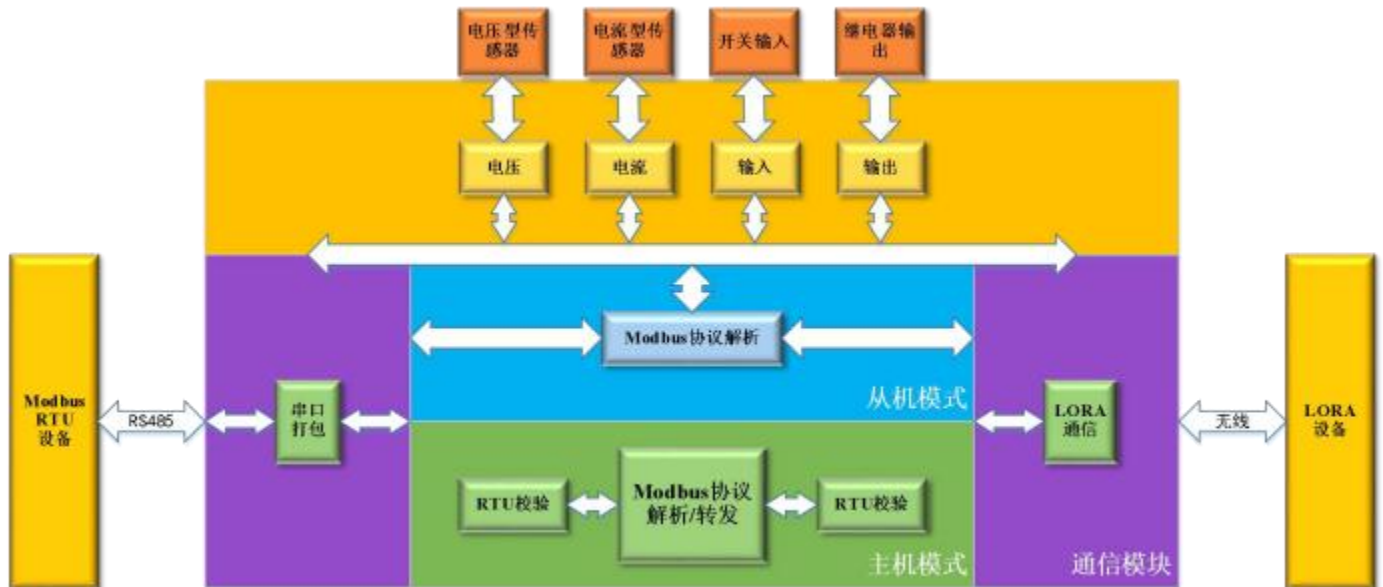 电压型传
感器
电流型传
感器
开关输入
继电器输
出
电压
电流
输入
输出
Modbus协议解析
从机模式
Modbus
RTU
设备
RS485
串口
打包
LORA
通信
无线
LORA
设备
RTU校验
Modbus协议
解析/转发
RTU校验
主机模式
通信模块